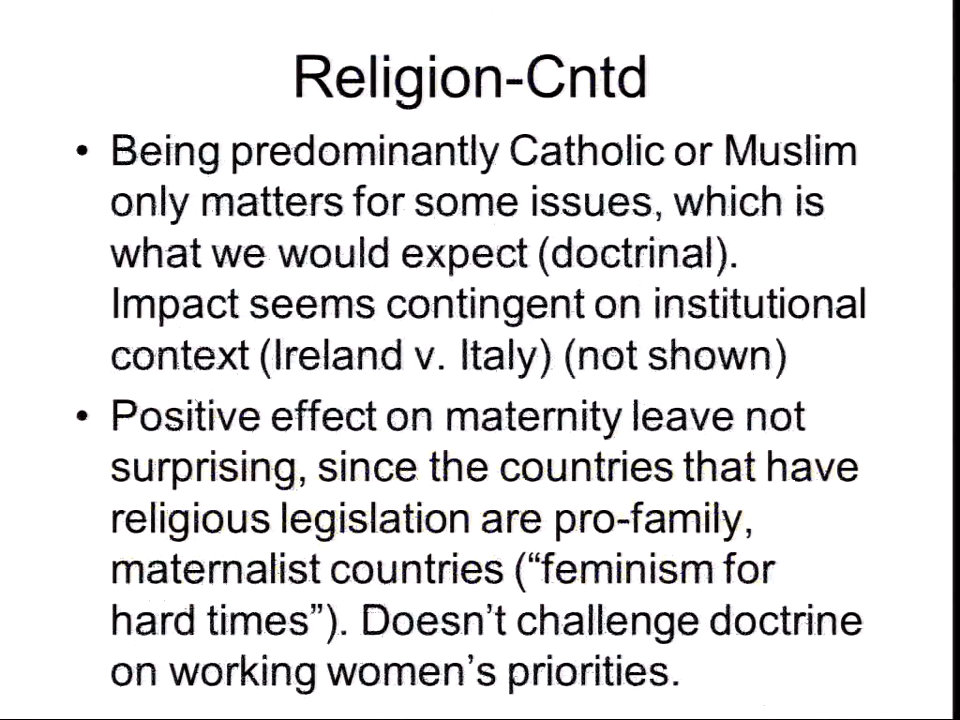 Religion-Cntd
• Being predominantly Catholic or Muslim
only matters for some issues, which is
what we would expect (doctrinal).
Impact seems contingent on institutional
context (Ireland v. Italy) (not shown)
• Positive effect on maternity leave not
surprising, since the countries that have
religious legislation are pro-family,
maternalist countries (“feminism for
hard times”). Doesn’t challenge doctrine
on working women’s priorities.